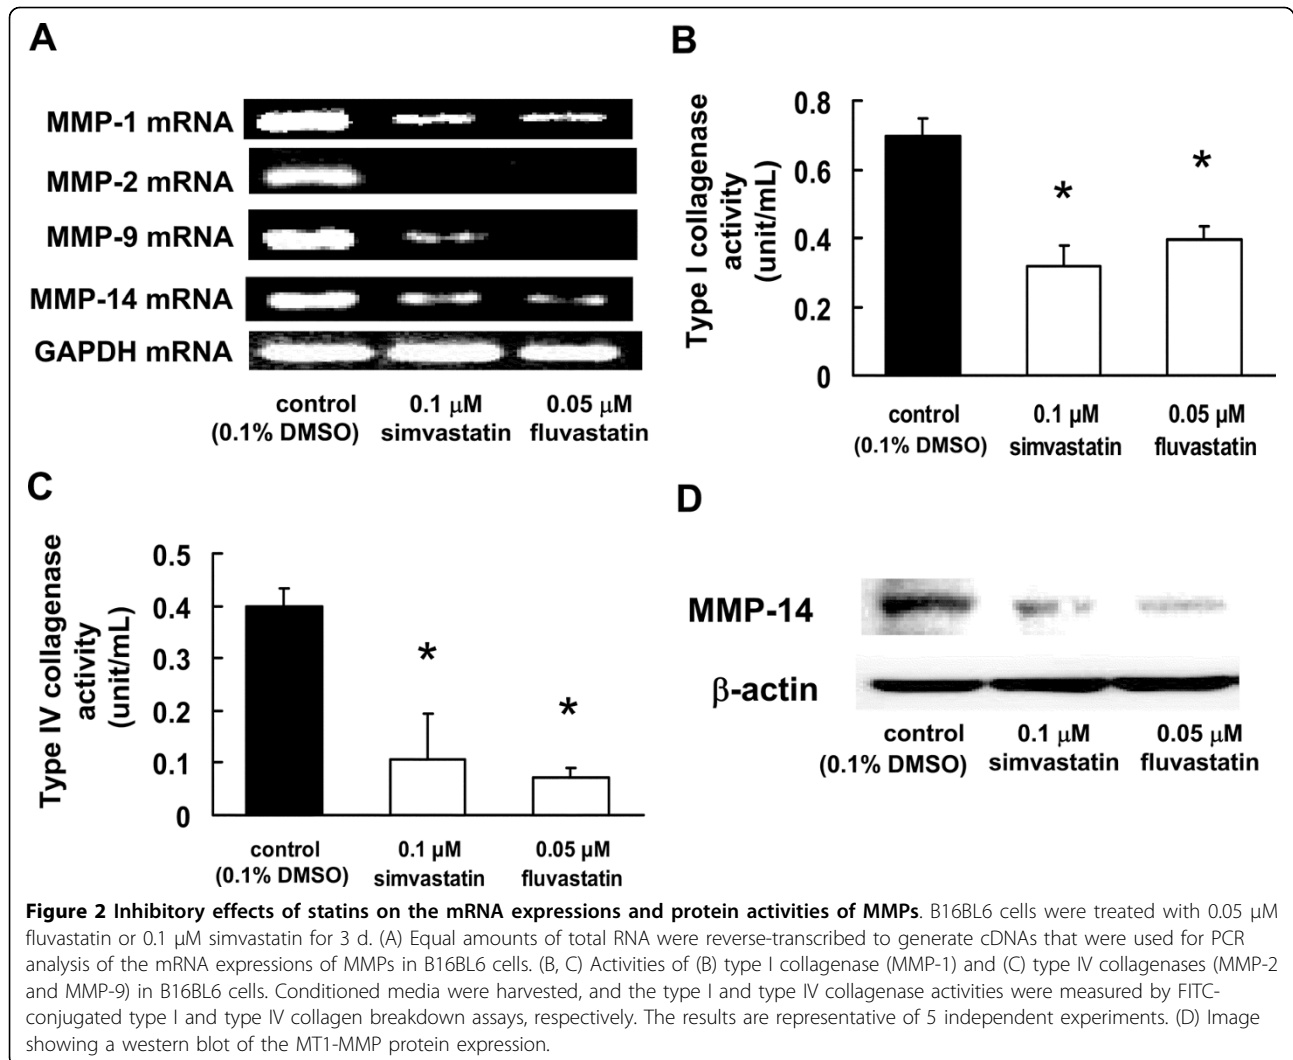 A
MMP-1 mRNA
MMP-2 mRNA
MMP-9 mRNA
MMP-14 mRNA
GAPDH mRNA
control 0.1 µM 0.05 µM
(0.1% DMSO) simvastatin fluvastatin
B
Type I collagenase
activity
(unit/mL)
0.8
0.6
0.4
0.2
0
*
*
control 0.1 µM 0.05 µM
(0.1% DMSO) simvastatin fluvastatin
C
Type IV collagenase
activity
(unit/mL)
0.5
0.4
0.3
0.2
0.1
0
*
*
control 0.1 µM 0.05 µM
(0.1% DMSO) simvastatin fluvastatin
D
MMP-14
β-actin
control 0.1 µM 0.05 µM
(0.1% DMSO) simvastatin fluvastatin
Figure 2 Inhibitory effects of statins on the mRNA expressions and protein activities of MMPs. B16BL6 cells were treated with 0.05 µM
fluvastatin or 0.1 µM simvastatin for 3 d. (A) Equal amounts of total RNA were reverse-transcribed to generate cDNAs that were used for PCR
analysis of the mRNA expressions of MMPs in B16BL6 cells. (B, C) Activities of (B) type I collagenase (MMP-1) and (C) type IV collagenases (MMP-2
and MMP-9) in B16BL6 cells. Conditioned media were harvested, and the type I and type IV collagenase activities were measured by FITC-
conjugated type I and type IV collagen breakdown assays, respectively. The results are representative of 5 independent experiments. (D) Image
showing a western blot of the MT1-MMP protein expression.